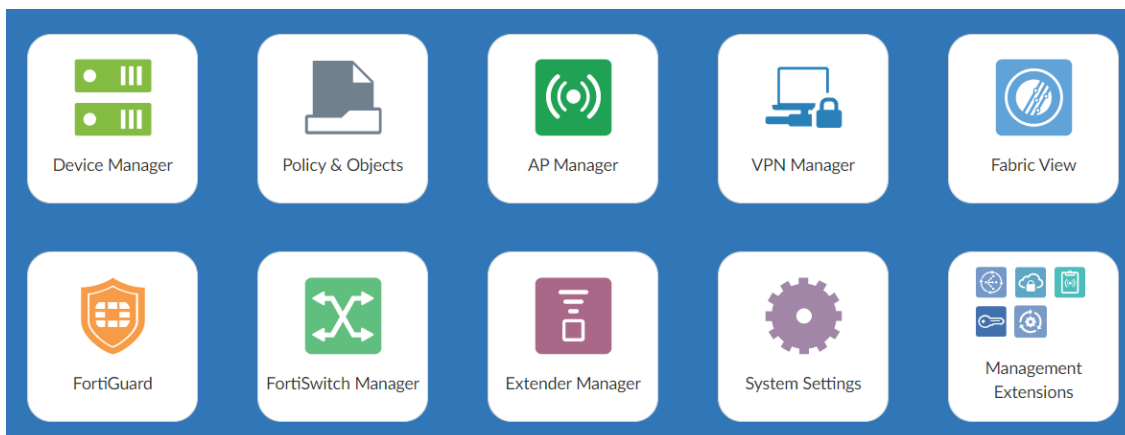 Device Manager
Policy & Objects
AP Manager
VPN Manager
Fabric View
FortiGuard
FortiSwitch Manager
Extender Manager
System Settings
Management
Extensions